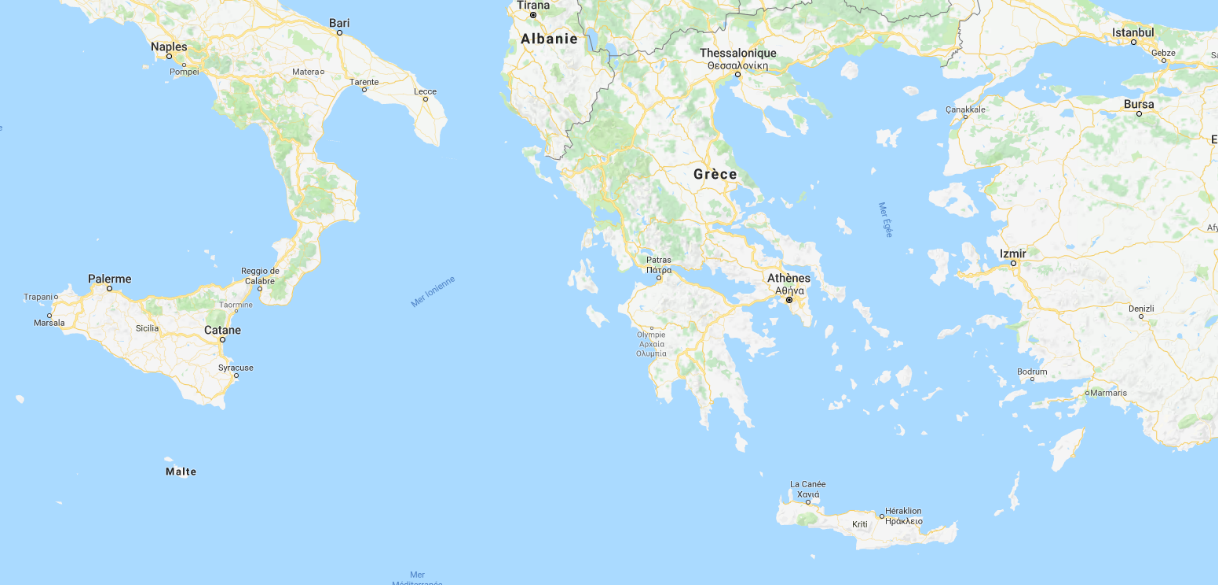 Tirana
Bari
Albanie
Istanbul
Naples
Thessalonique
Θεσσαλονίκη
Gebze
Pompei
Matera
Tarente
Lecce
Çanakkale
Bursa
Grèce
Mer Égée
Izmir
Patras
Πάτρα
Palerme
Reggio de
Calabre
Athènes
Αθήνα
Mer Ionienne
Trapani
Taormine
Marsala
Sicilia
Catane
Denizli
Olympie
Αρχαία
Ολυμπία
Syracuse
Bodrum
Marmaris
Malte
La Canée
Χανιά
Héraklion
Ηράκλειο
Kriti
Mer
Méditerranée